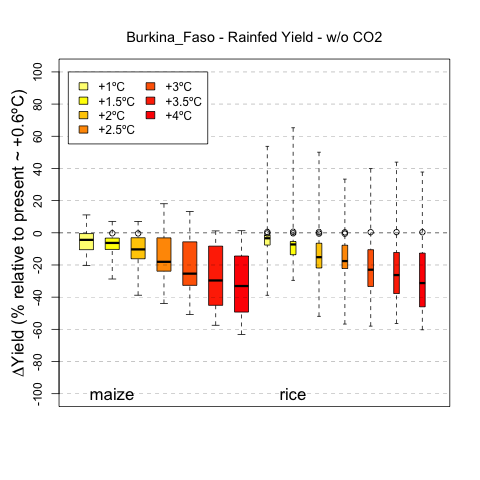 Burkina_Faso - Rainfed Yield - w/o CO2
ΔYield (% relative to present ~ +0.6ºC)
100
80
60
40
20
0
-20
-40
-60
-80
-100
+1ºC
+1.5ºC
+2ºC
+2.5ºC
+3ºC
+3.5ºC
+4ºC
maize
rice